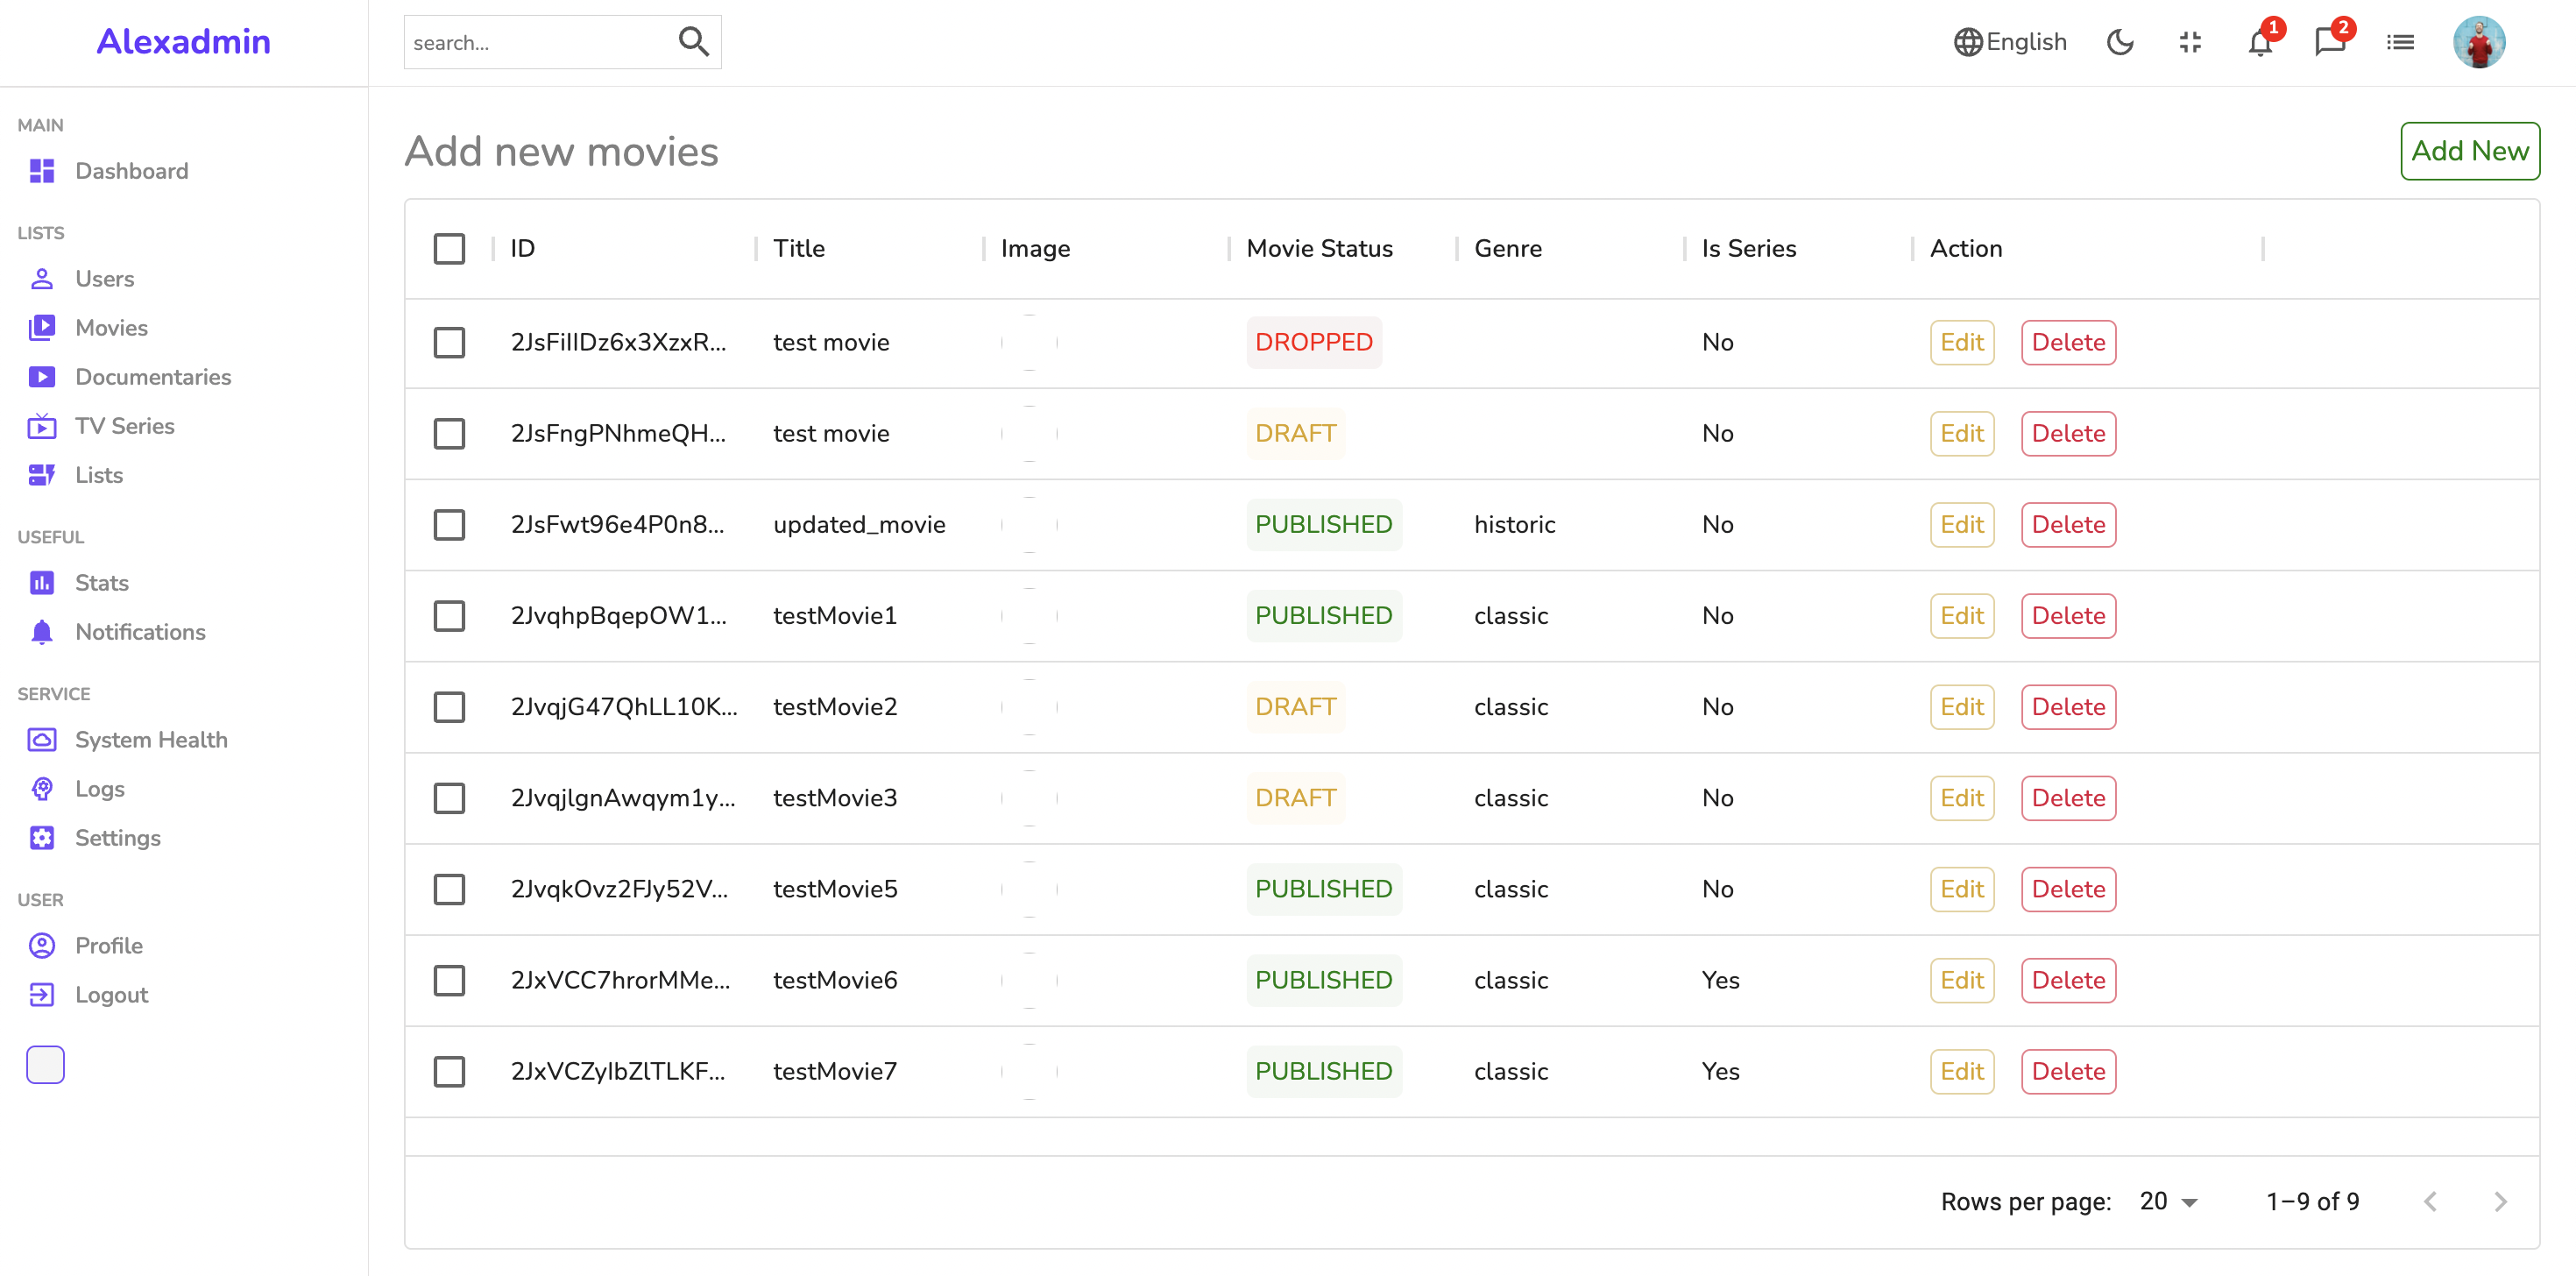 Alexadmin
search...
English
1
2
MAIN
Dashboard
LISTS
Users
Movies
Documentaries
TV Series
Lists
USEFUL
Stats
Notifications
SERVICE
System Health
Logs
Settings
USER
Profile
Logout
Add new movies
Add New
ID Title Image Movie Status Genre Is Series Action
2JsFiIIDz6x3XzxR... test movie DROPPED No Edit Delete
2JsFngPNhmeQH... test movie DRAFT No Edit Delete
2JsFwt96e4P0n8... updated_movie PUBLISHED historic No Edit Delete
2JvqhpBqepOW1... testMovie1 PUBLISHED classic No Edit Delete
2JvqjG47QhLL10K... testMovie2 DRAFT classic No Edit Delete
2JvqjlgnAwqym1y... testMovie3 DRAFT classic No Edit Delete
2JvqkOvz2FJy52V... testMovie5 PUBLISHED classic No Edit Delete
2JxVCC7hrorMMe... testMovie6 PUBLISHED classic Yes Edit Delete
2JxVCZyIbZlTLKF... testMovie7 PUBLISHED classic Yes Edit Delete
Rows per page: 20 1–9 of 9